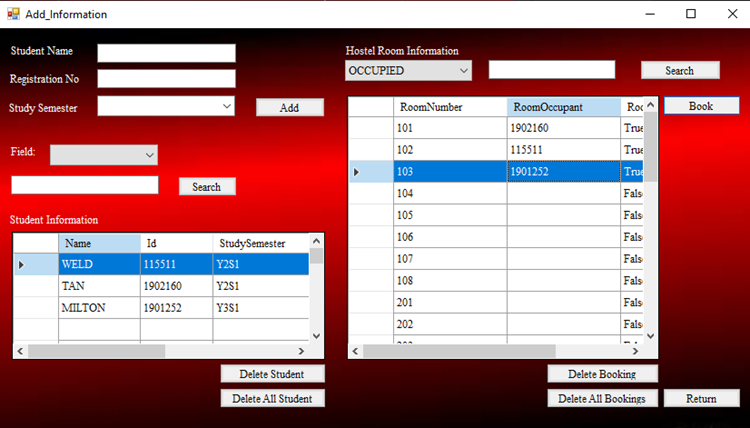 Add_Information
Student Name
Registration No
Study Semester
Add
Field:
Search
Student Information
Name Id StudySemester
WELD 115511 Y2S1
TAN 1902160 Y2S1
MILTON 1901252 Y3S1
Delete Student
Delete All Student
Hostel Room Information
OCCUPIED
Search
Book
RoomNumber RoomOccupant
101 1902160 True
102 115511 True
103 1901252 True
104 False
105 False
106 False
107 False
108 False
201 False
202 False
Delete Booking
Delete All Bookings
Return